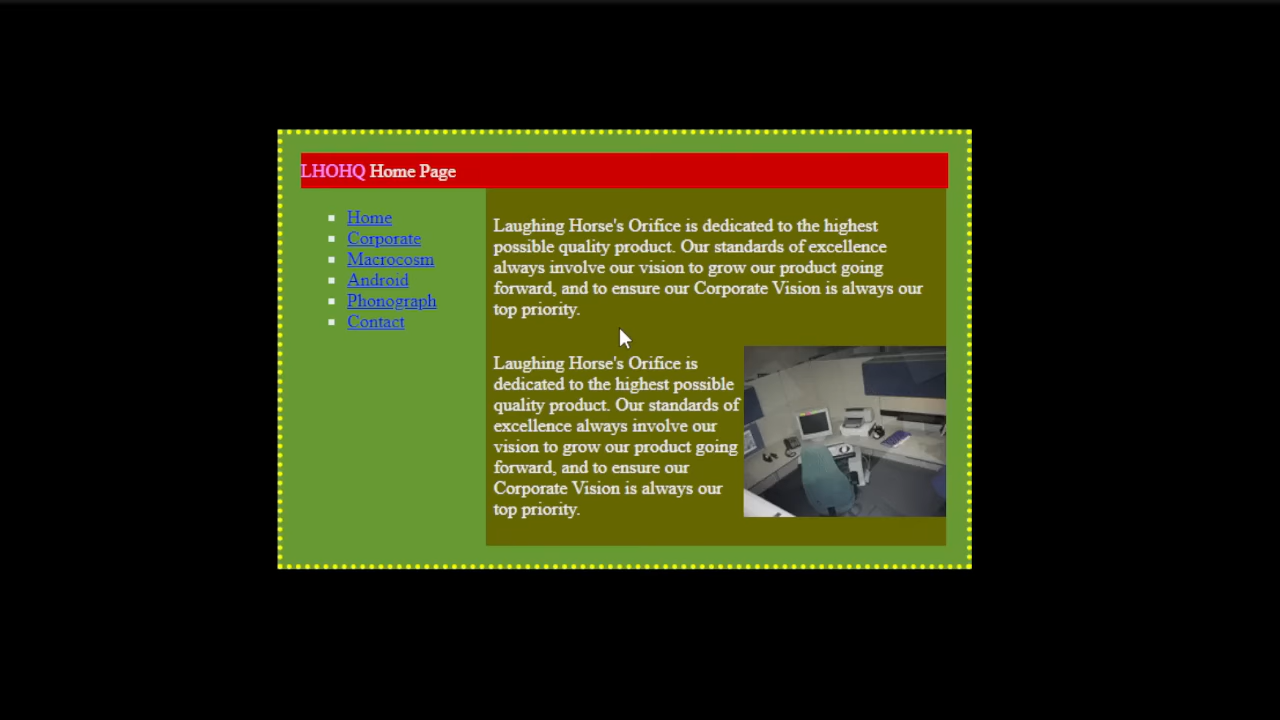 LHOHQ Home Page
Home
Corporate
Macrocosm
Android
Phonograph
Contact
Laughing Horse's Orifice is dedicated to the highest
possible quality product. Our standards of excellence
always involve our vision to grow our product going
forward, and to ensure our Corporate Vision is always our
top priority.
Laughing Horse's Orifice is
dedicated to the highest possible
quality product. Our standards of
excellence always involve our
vision to grow our product going
forward, and to ensure our
Corporate Vision is always our
top priority.